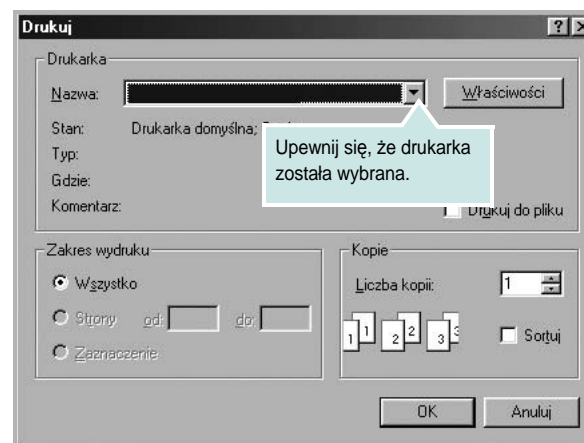 Drukuj
Drukarka
Nazwa:
Właściwości
Stan: Drukarka domyślna;
Upewnij się, że drukarka
została wybrana.
Typ:
Gdzie:
Komentarz:
Drukuj do pliku
Zakres wydruku
Wszystko
Strony od: do:
Zaznaczenie
Kopie
Liczba kopii: 1
1 1 2 2 3 3
Sortuj
OK Anuluj